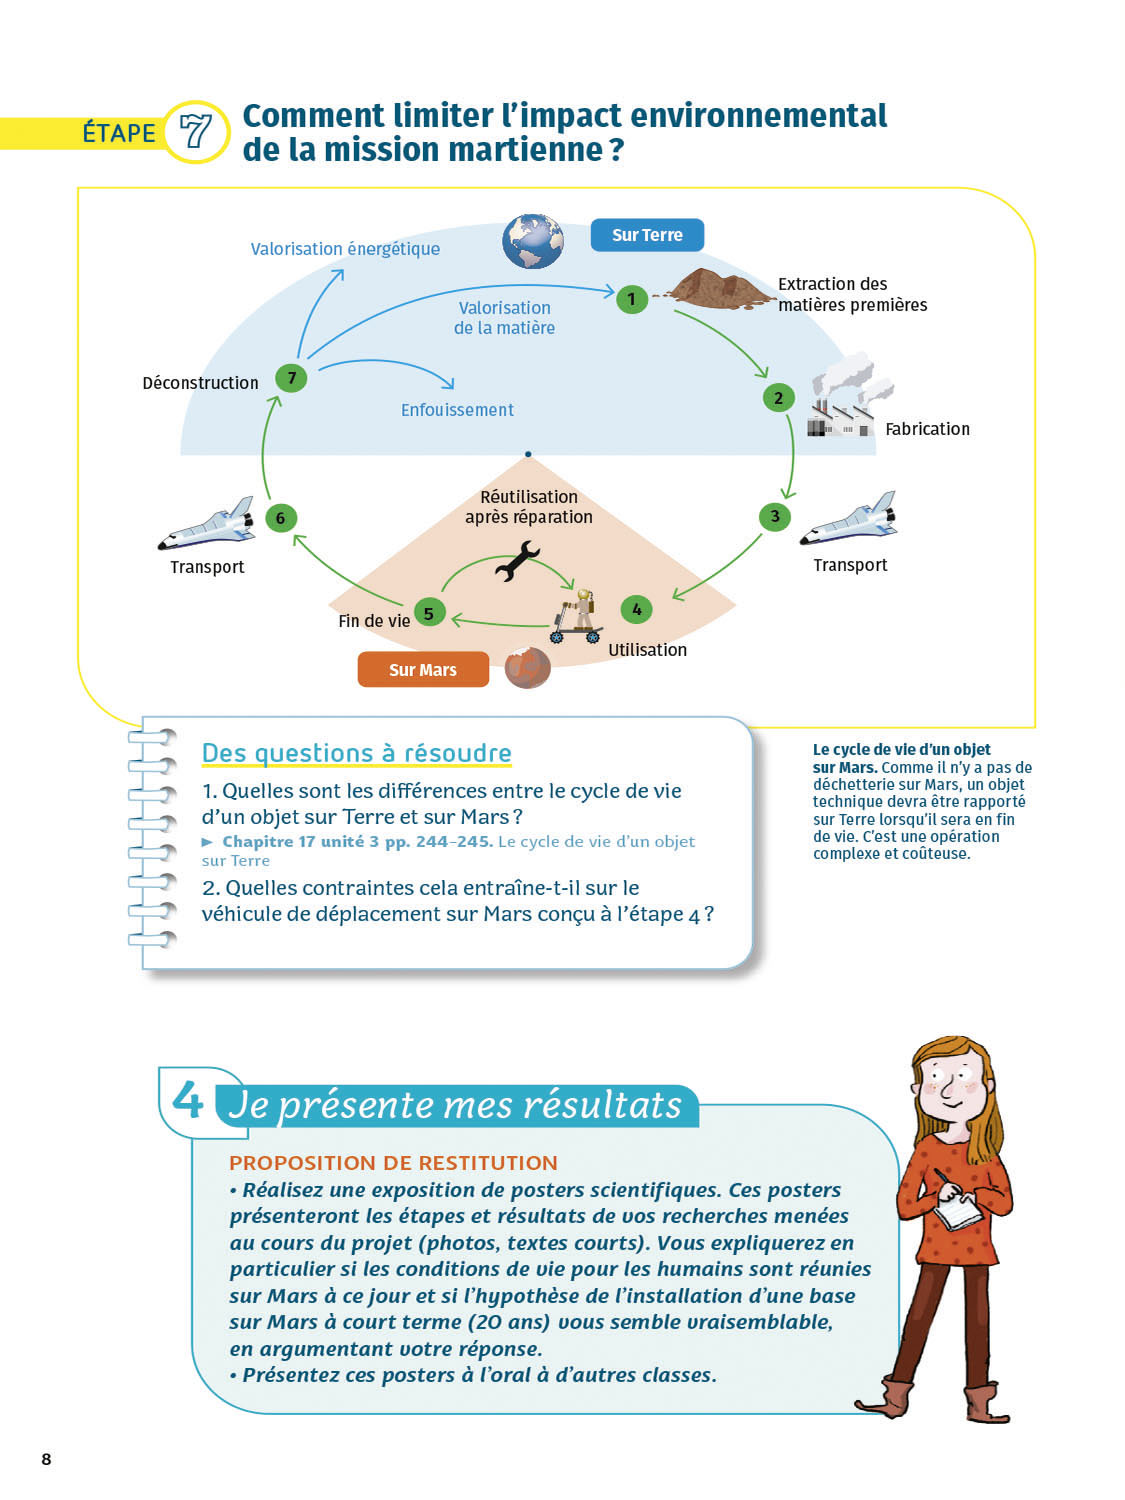 ÉTAPE 7
Comment limiter l’impact environnemental
de la mission martienne ?
Sur Terre
Valorisation énergétique
Valorisation
de la matière
1
Extraction des
matières premières
Déconstruction
7
2
Enfouissement
Fabrication
Réutilisation
après réparation
6
3
Transport
Transport
Fin de vie
5
4
Utilisation
Sur Mars
Des questions à résoudre
1. Quelles sont les différences entre le cycle de vie
d’un objet sur Terre et sur Mars ?
► Chapitre 17 unité 3 pp. 244-245. Le cycle de vie d’un objet
sur Terre
2. Quelles contraintes cela entraîne-t-il sur le
véhicule de déplacement sur Mars conçu à l’étape 4 ?
Le cycle de vie d’un objet
sur Mars. Comme il n’y a pas de
déchetterie sur Mars, un objet
technique devra être rapporté
sur Terre lorsqu’il sera en fin
de vie. C’est une opération
complexe et coûteuse.
4 Je présente mes résultats
PROPOSITION DE RESTITUTION
• Réalisez une exposition de posters scientifiques. Ces posters
présenteront les étapes et résultats de vos recherches menées
au cours du projet (photos, textes courts). Vous expliquerez en
particulier si les conditions de vie pour les humains sont réunies
sur Mars à ce jour et si l’hypothèse de l’installation d’une base
sur Mars à court terme (20 ans) vous semble vraisemblable,
en argumentant votre réponse.
• Présentez ces posters à l’oral à d’autres classes.
8